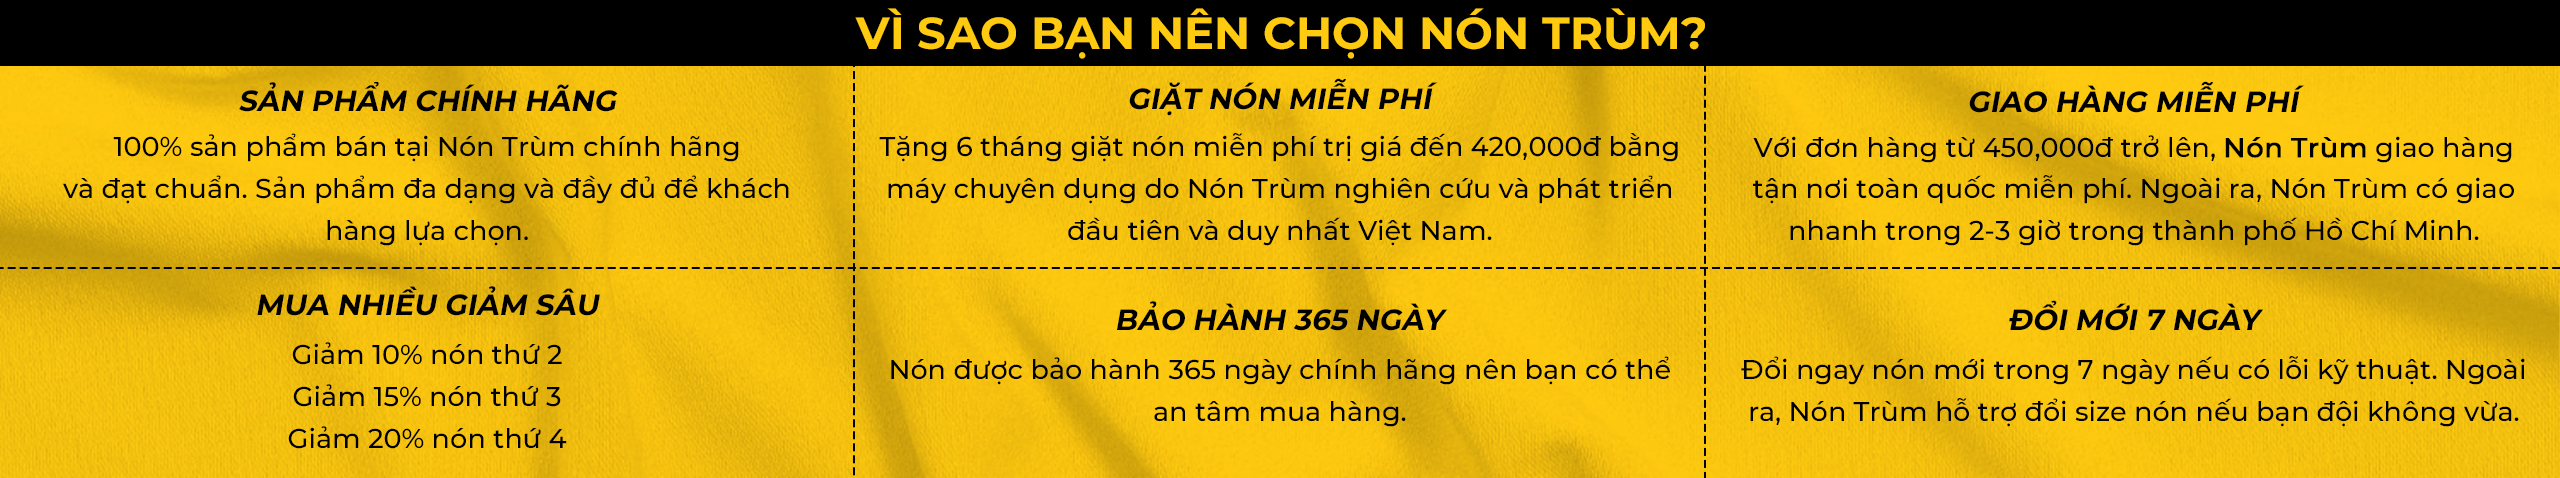 VÌ SAO BẠN NÊN CHỌN NÓN TRÙM?
SẢN PHẨM CHÍNH HÃNG
100% sản phẩm bán tại Nón Trùm chính hãng
và đạt chuẩn. Sản phẩm đa dạng và đầy đủ để khách
hàng lựa chọn.
GIẶT NÓN MIỄN PHÍ
Tặng 6 tháng giặt nón miễn phí trị giá đến 420,000đ bằng
máy chuyên dụng do Nón Trùm nghiên cứu và phát triển
đầu tiên và duy nhất Việt Nam.
GIAO HÀNG MIỄN PHÍ
Với đơn hàng từ 450,000đ trở lên, Nón Trùm giao hàng
tận nơi toàn quốc miễn phí. Ngoài ra, Nón Trùm có giao
nhanh trong 2-3 giờ trong thành phố Hồ Chí Minh.
MUA NHIỀU GIẢM SÂU
Giảm 10% nón thứ 2
Giảm 15% nón thứ 3
Giảm 20% nón thứ 4
BẢO HÀNH 365 NGÀY
Nón được bảo hành 365 ngày chính hãng nên bạn có thể
an tâm mua hàng.
ĐỔI MỚI 7 NGÀY
Đổi ngay nón mới trong 7 ngày nếu có lỗi kỹ thuật. Ngoài
ra, Nón Trùm hỗ trợ đổi size nón nếu bạn đội không vừa.